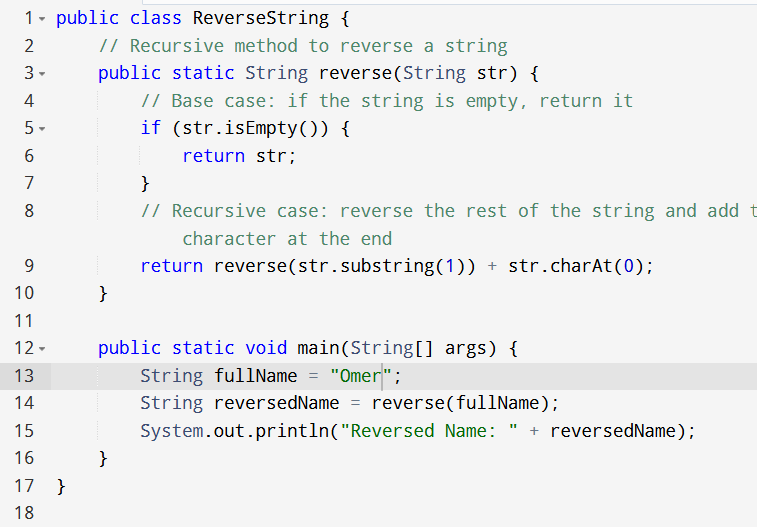 1 public class ReverseString {
2     // Recursive method to reverse a string
3     public static String reverse(String str) {
4         // Base case: if the string is empty, return it
5         if (str.isEmpty()) {
6             return str;
7         }
8         // Recursive case: reverse the rest of the string and add t
            character at the end
9         return reverse(str.substring(1)) + str.charAt(0);
10     }
11
12     public static void main(String[] args) {
13         String fullName = "Omer";
14         String reversedName = reverse(fullName);
15         System.out.println("Reversed Name: " + reversedName);
16     }
17 }
18